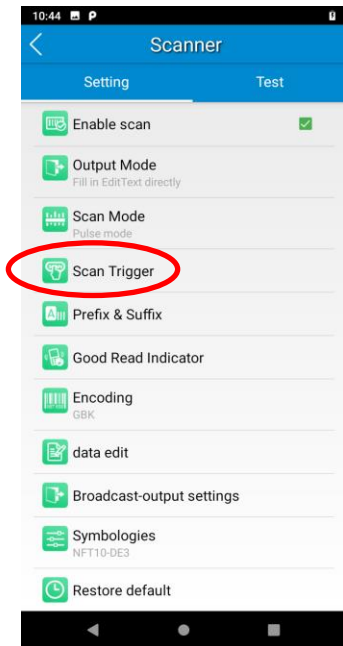 10:44
Scanner
Setting Test
Enable scan
Output Mode
Fill in EditText directly
Scan Mode
Pulse mode
Scan Trigger
Prefix & Suffix
Good Read Indicator
Encoding
GBK
data edit
Broadcast-output settings
Symbologies
NFT10-DE3
Restore default